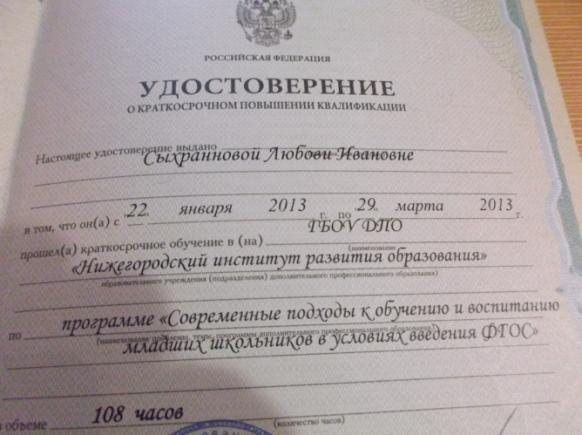 РОССИЙСКАЯ ФЕДЕРАЦИЯ
УДОСТОВЕРЕНИЕ
О КРАТКОСРОЧНОМ ПОВЫШЕНИИ КВАЛИФИКАЦИИ
Настоящее удостоверение выдано
Сыхранновой Любови Ивановне
в том, что он(а) с 22. января 2013 г. по 29. марта 2013 г.
прошел(а) краткосрочное обучение в (на) ГБОУ ДПО
(наименование)
«Нижегородский институт развития образования»
образовательного учреждения (подразделения) дополнительного профессионального образования)
по программе «Современные подходы к обучению и воспитанию
(наименование проблемы, темы, программы дополнительного профессионального образования)
младших школьников в условиях введения ФГОС»
в объеме 108 часов
(количество часов)